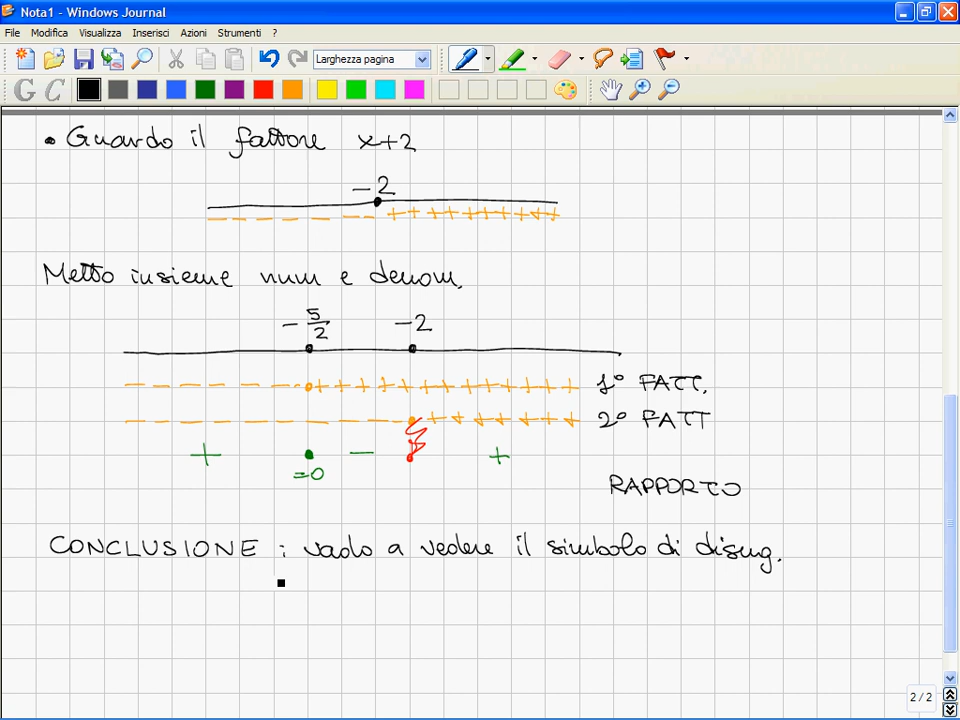 Nota1 - Windows Journal
File Modifica Visualizza Inserisci Azioni Strumenti ?
Larghezza pagina
G C
• Guardo il fattore x+2
-2
- - - - - - - + + + + + + + + +
Metto insieme num e denom.
-5/2 -2
- - - - - - - + + + + + + + + + + + + 1° FATT.
- - - - - - - - - - - + + + + + + 2° FATT
+ - +
=0
RAPPORTO
CONCLUSIONE : vado a vedere il simbolo di disug.
2 / 2